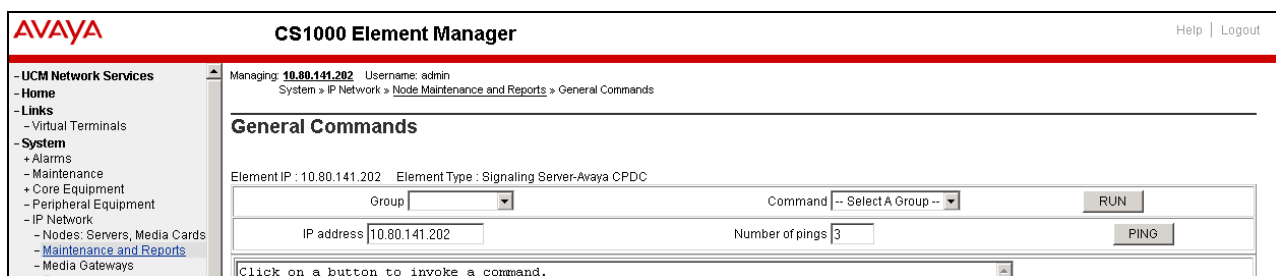 AVAYA
CS1000 Element Manager
Help | Logout
- UCM Network Services
- Home
- Links
- Virtual Terminals
- System
+ Alarms
- Maintenance
+ Core Equipment
- Peripheral Equipment
- IP Network
- Nodes: Servers, Media Cards
- Maintenance and Reports
- Media Gateways
Managing: 10.80.141.202 Username: admin
System » IP Network » Node Maintenance and Reports » General Commands
General Commands
Element IP : 10.80.141.202 Element Type : Signaling Server-Avaya CPDC
Group Command -- Select A Group -- RUN
IP address 10.80.141.202 Number of pings 3 PING
Click on a button to invoke a command.